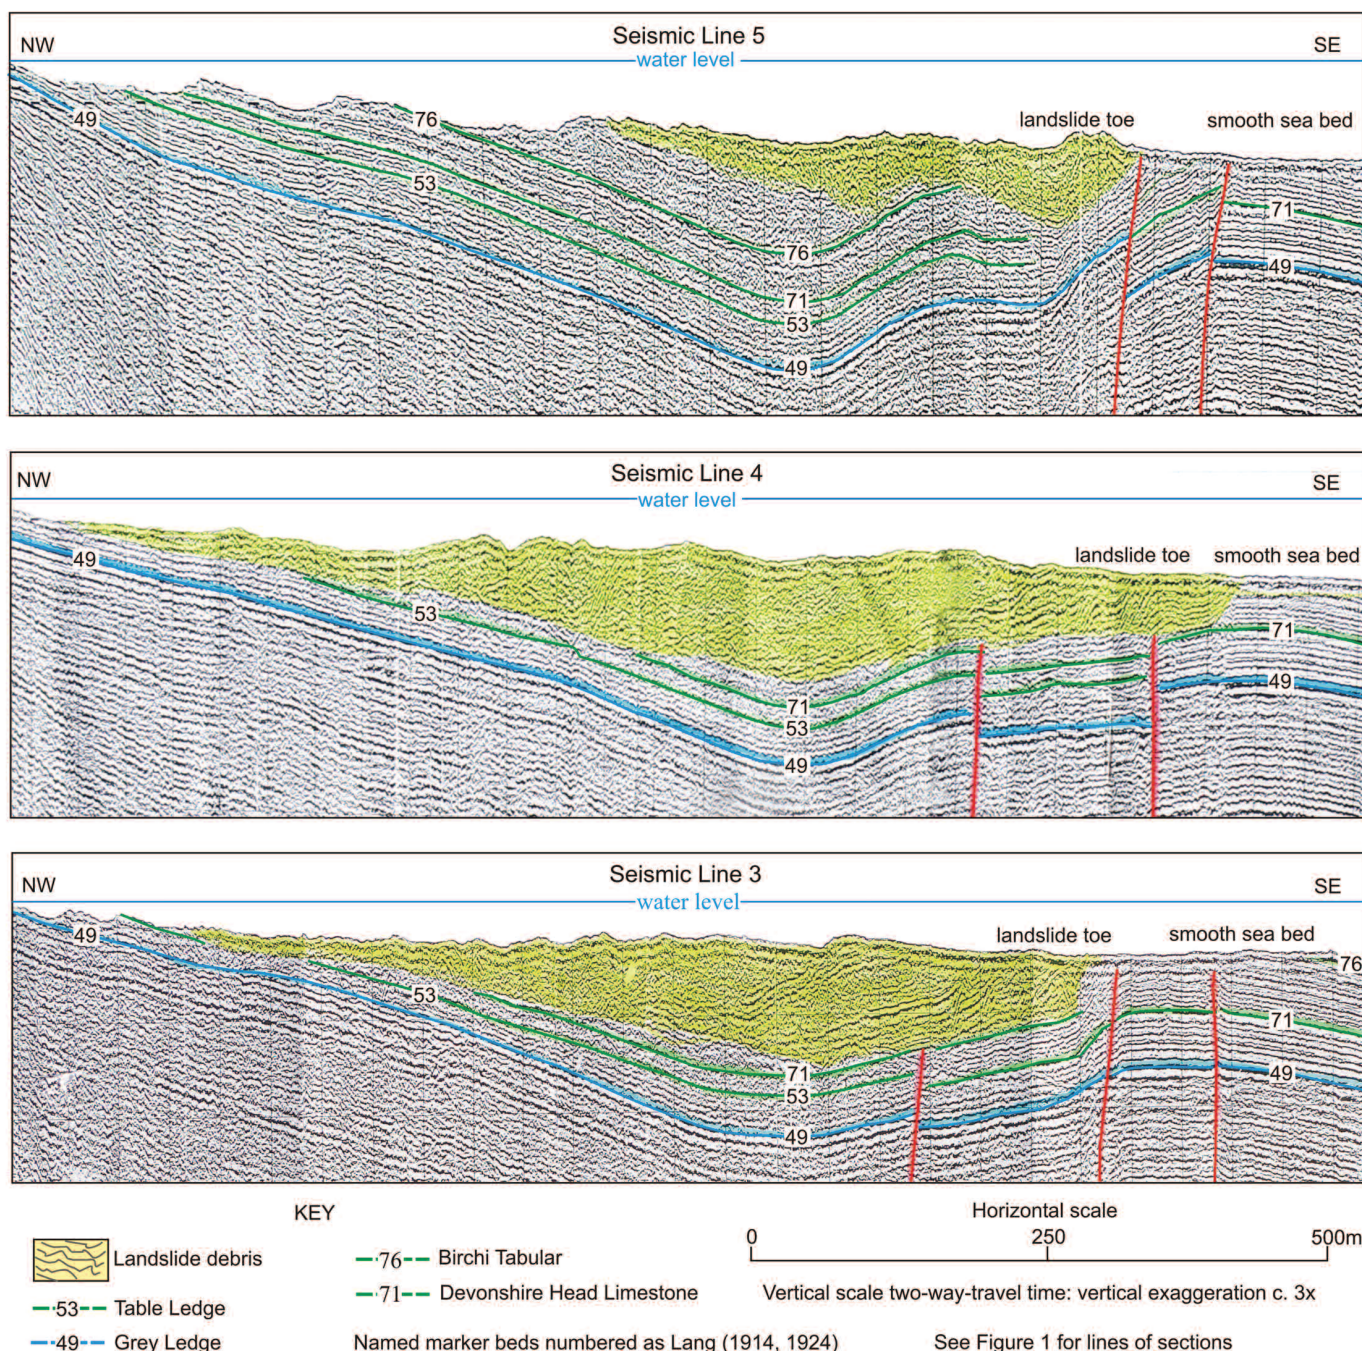 Seismic Line 5
NW
SE
water level
49
76
landslide toe
smooth sea bed
53
71
76
49
71
53
49
Seismic Line 4
NW
SE
water level
49
landslide toe
smooth sea bed
53
71
49
71
53
49
Seismic Line 3
NW
SE
water level
49
landslide toe
smooth sea bed
76
53
71
71
49
53
49
KEY
Horizontal scale
0
250
500m
Landslide debris
76 Birchi Tabular
71 Devonshire Head Limestone
Vertical scale two-way-travel time: vertical exaggeration c. 3x
53 Table Ledge
49 Grey Ledge
Named marker beds numbered as Lang (1914, 1924)
See Figure 1 for lines of sections